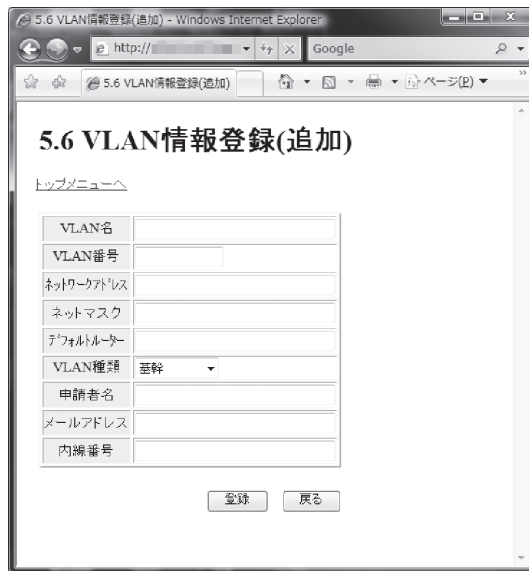 5.6 VLAN情報登録(追加) - Windows Internet Explorer
http://
Google
5.6 VLAN情報登録(追加)
ページ(P)
5.6 VLAN情報登録(追加)
トップメニューへ
VLAN名
VLAN番号
ネットワークアドレス
ネットマスク
デフォルトルーター
VLAN種類 基幹
申請者名
メールアドレス
内線番号
登録 戻る